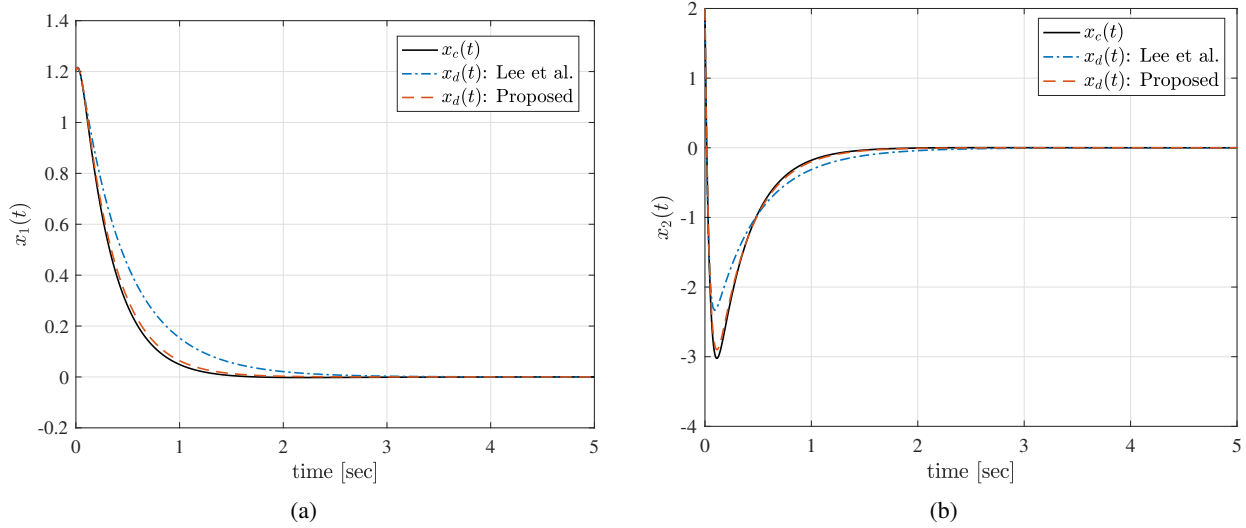 1.4
1.2
1
0.8
0.6
0.4
0.2
0
-0.2
x₁(t)
0 1 2 3 4 5
time [sec]
x_c(t)
x_d(t): Lee et al.
x_d(t): Proposed
(a)
2
1
0
-1
-2
-3
-4
x₂(t)
0 1 2 3 4 5
time [sec]
x_c(t)
x_d(t): Lee et al.
x_d(t): Proposed
(b)